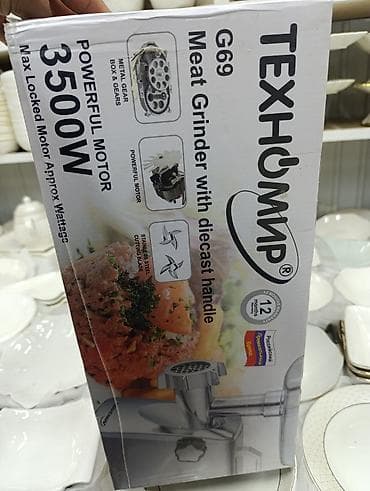 ТЕХНОМИР®
G69
Meat Grinder with diecast handle
METAL GEAR
BOX & GEARS
POWERFUL MOTOR
STAINLESS STEEL
CUTTING BLADE
POWERFUL MOTOR
3500W
Max Locked Motor Approx Wattage
12